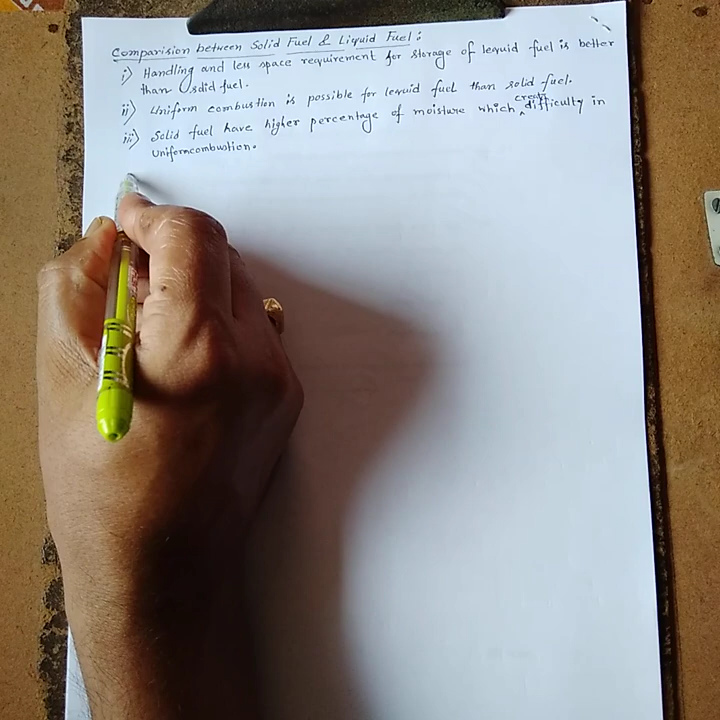 Comparision between Solid Fuel & Liquid Fuel:
i) Handling and less space requirement for storage of lequid fuel is better
than solid fuel.
ii) Uniform combustion is possible for lequid fuel than solid fuel.
iii) Solid fuel have higher percentage of moisture which create difficulty in
Uniformcombustion.